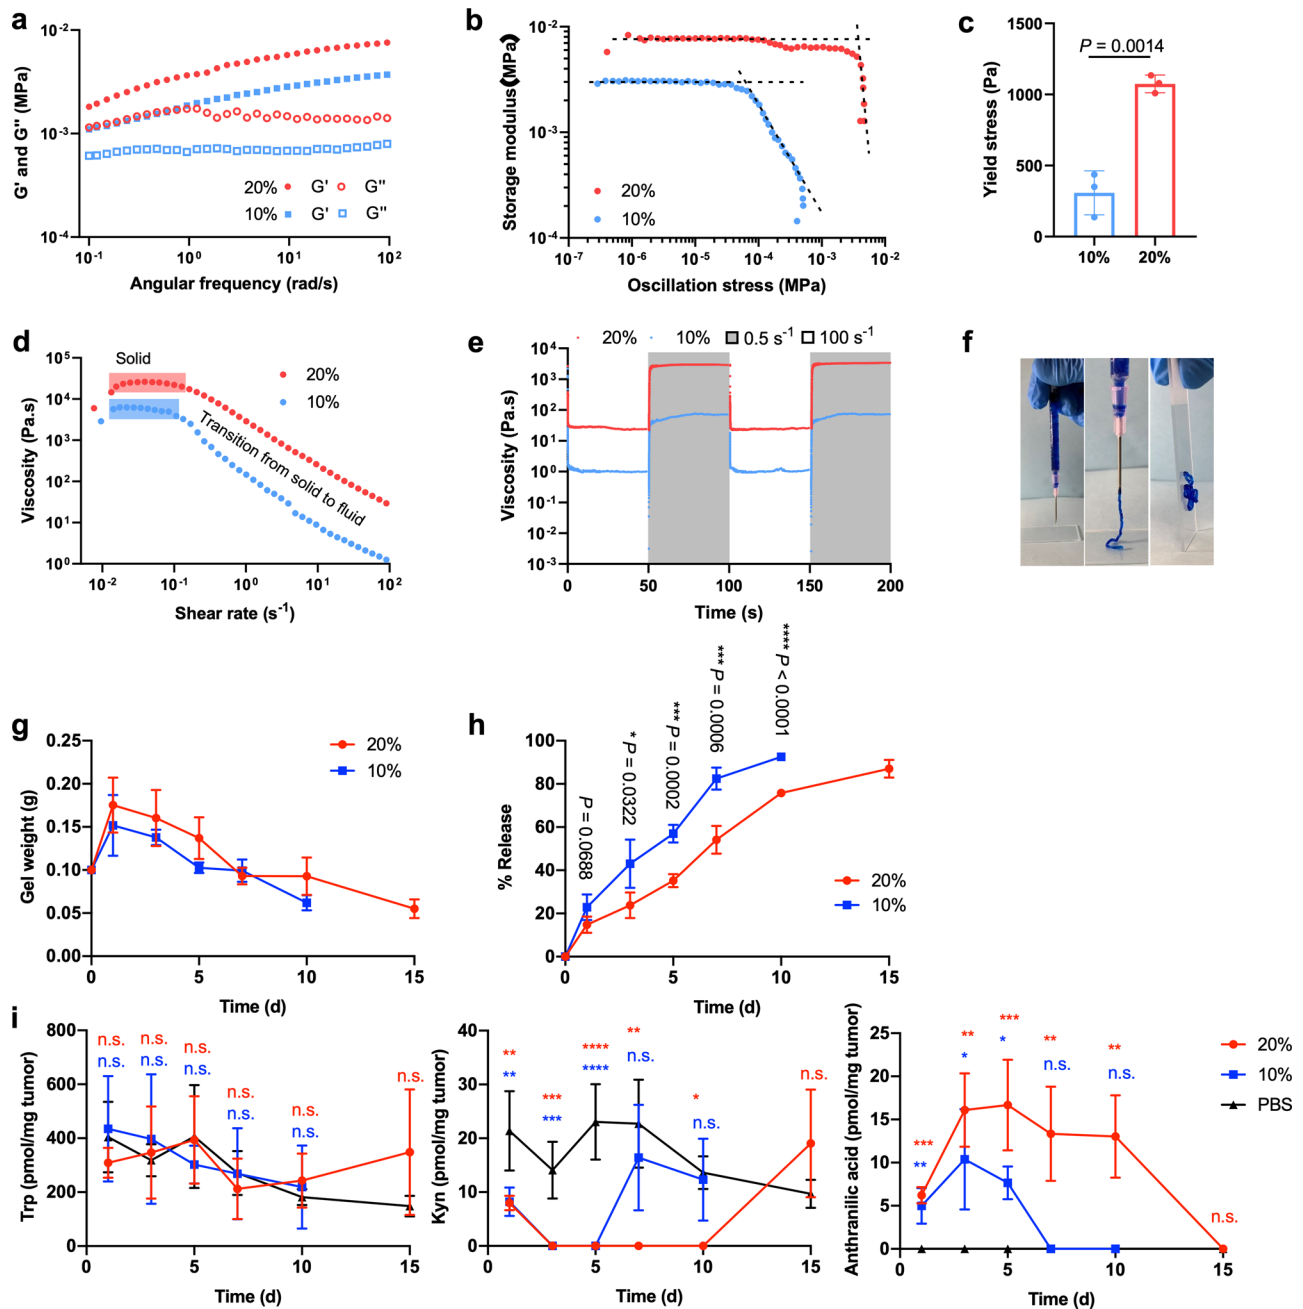 a
10⁻²
10⁻³
10⁻⁴
G' and G'' (MPa)
20% G' G''
10% G' G''
10⁻¹ 10⁰ 10¹ 10²
Angular frequency (rad/s)
b
10⁻²
10⁻³
10⁻⁴
Storage modulus (MPa)
20%
10%
10⁻⁷ 10⁻⁶ 10⁻⁵ 10⁻⁴ 10⁻³ 10⁻²
Oscillation stress (MPa)
c
1500
1000
500
0
Yield stress (Pa)
P = 0.0014
10% 20%
d
10⁵
10⁴
10³
10²
10¹
10⁰
Viscosity (Pa.s)
Solid
20%
10%
Transition from solid to fluid
10⁻² 10⁻¹ 10⁰ 10¹ 10²
Shear rate (s⁻¹)
e
20% 10% 0.5 s⁻¹ 100 s⁻¹
10⁴
10³
10²
10¹
10⁰
10⁻¹
10⁻²
10⁻³
Viscosity (Pa.s)
0 50 100 150 200
Time (s)
f
g
0.25
0.20
0.15
0.10
0.05
0.00
Gel weight (g)
20%
10%
0 5 10 15
Time (d)
h
100
80
60
40
20
0
% Release
P = 0.0688
* P = 0.0322
*** P = 0.0002
*** P = 0.0006
**** P < 0.0001
20%
10%
0 5 10 15
Time (d)
i
800
600
400
200
0
Trp (pmol/mg tumor)
n.s. n.s. n.s. n.s. n.s. n.s.
n.s. n.s. n.s. n.s. n.s.
0 5 10 15
Time (d)
40
30
20
10
0
Kyn (pmol/mg tumor)
** *** **** ** * n.s.
** *** **** n.s. n.s.
0 5 10 15
Time (d)
25
20
15
10
5
0
Anthranilic acid (pmol/mg tumor)
*** ** *** ** ** n.s.
** * * n.s. n.s.
0 5 10 15
Time (d)
20%
10%
PBS